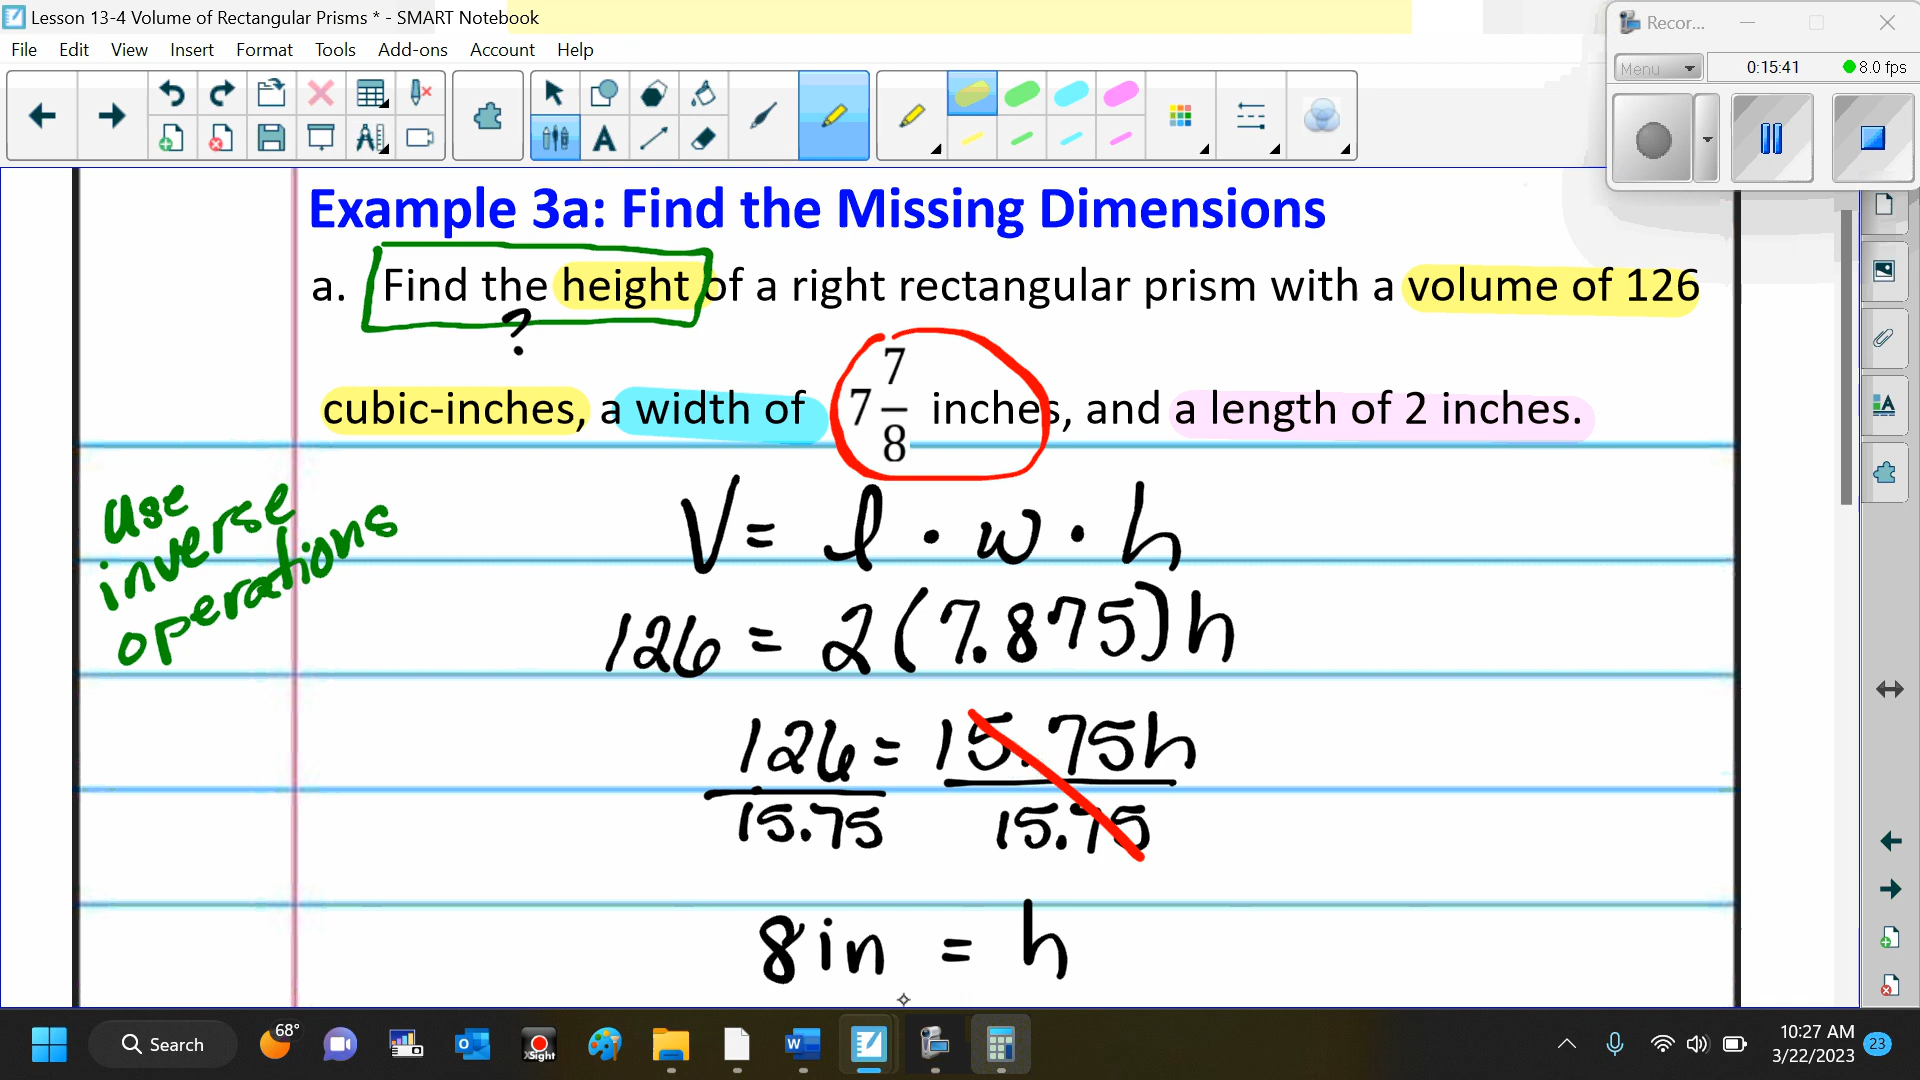 Lesson 13-4 Volume of Rectangular Prisms * - SMART Notebook
Recor...
File Edit View Insert Format Tools Add-ons Account Help
Menu 0:15:41 8.0 fps
Example 3a: Find the Missing Dimensions
a. Find the height of a right rectangular prism with a volume of 126
?
cubic-inches, a width of 7 7/8 inches, and a length of 2 inches.
Use
inverse
operations
V = l · w · h
126 = 2(7.875)h
126 = 15.75h
15.75 15.75
8in = h
68°
Search
XSight
10:27 AM
3/22/2023
23